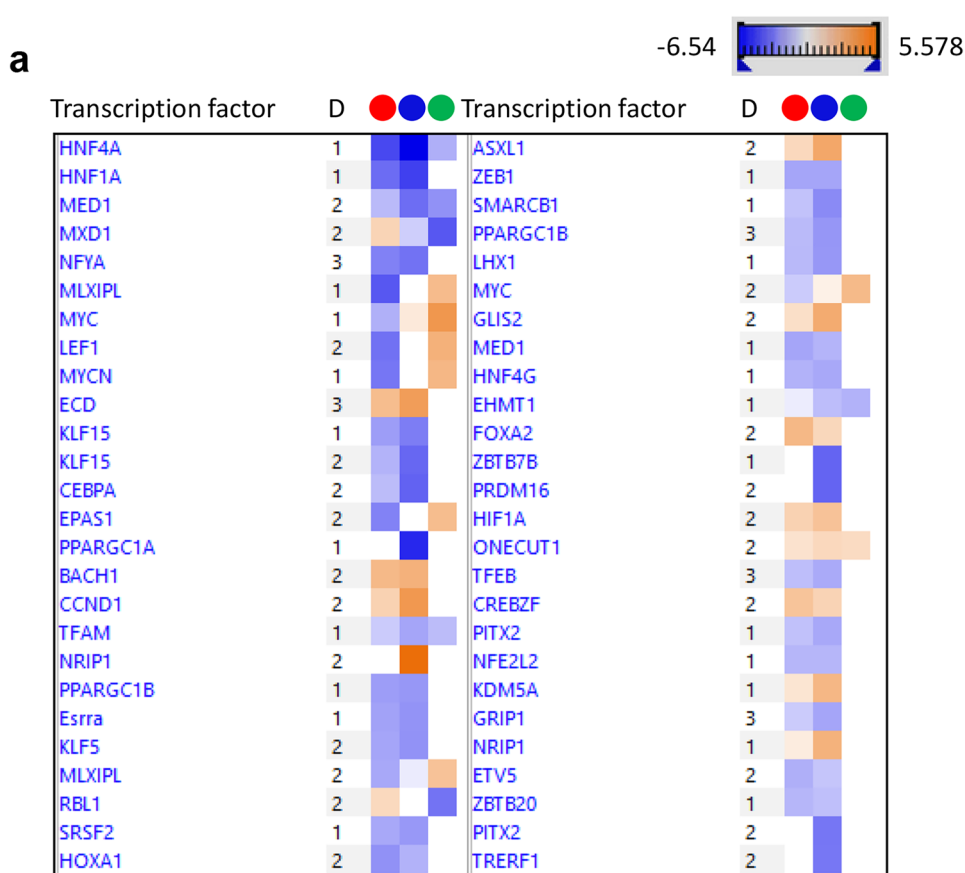 -6.54 5.578
a
Transcription factor D Transcription factor D
HNF4A 1 ASXL1 2
HNF1A 1 ZEB1 1
MED1 2 SMARCB1 1
MXD1 2 PPARGC1B 3
NFYA 3 LHX1 1
MLXIPL 1 MYC 2
MYC 1 GLIS2 2
LEF1 2 MED1 1
MYCN 1 HNF4G 1
ECD 3 EHMT1 1
KLF15 1 FOXA2 2
KLF15 2 ZBTB7B 1
CEBPA 2 PRDM16 2
EPAS1 2 HIF1A 2
PPARGC1A 1 ONECUT1 2
BACH1 2 TFEB 3
CCND1 2 CREBZF 2
TFAM 1 PITX2 1
NRIP1 2 NFE2L2 1
PPARGC1B 1 KDM5A 1
Esrra 1 GRIP1 3
KLF5 2 NRIP1 1
MLXIPL 2 ETV5 2
RBL1 2 ZBTB20 1
SRSF2 1 PITX2 2
HOXA1 2 TRERF1 2